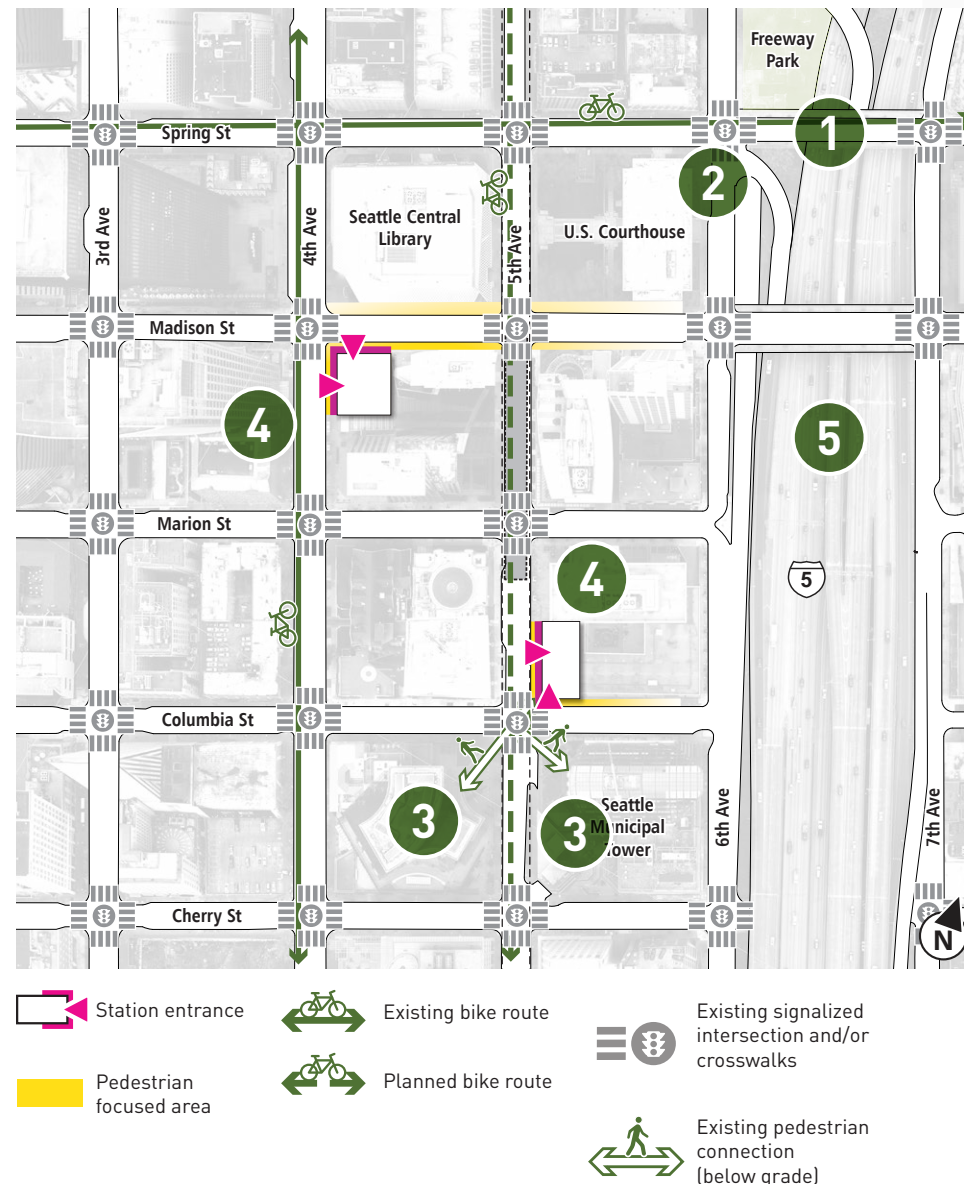 Freeway
Park
1
Spring St
2
3rd Ave
4th Ave
Seattle Central
Library
5th Ave
U.S. Courthouse
Madison St
4
5
Marion St
4
5
Columbia St
3
3
Seattle
Municipal
Tower
6th Ave
7th Ave
Cherry St
N
Station entrance
Pedestrian
focused area
Existing bike route
Planned bike route
Existing signalized
intersection and/or
crosswalks
Existing pedestrian
connection
(below grade)